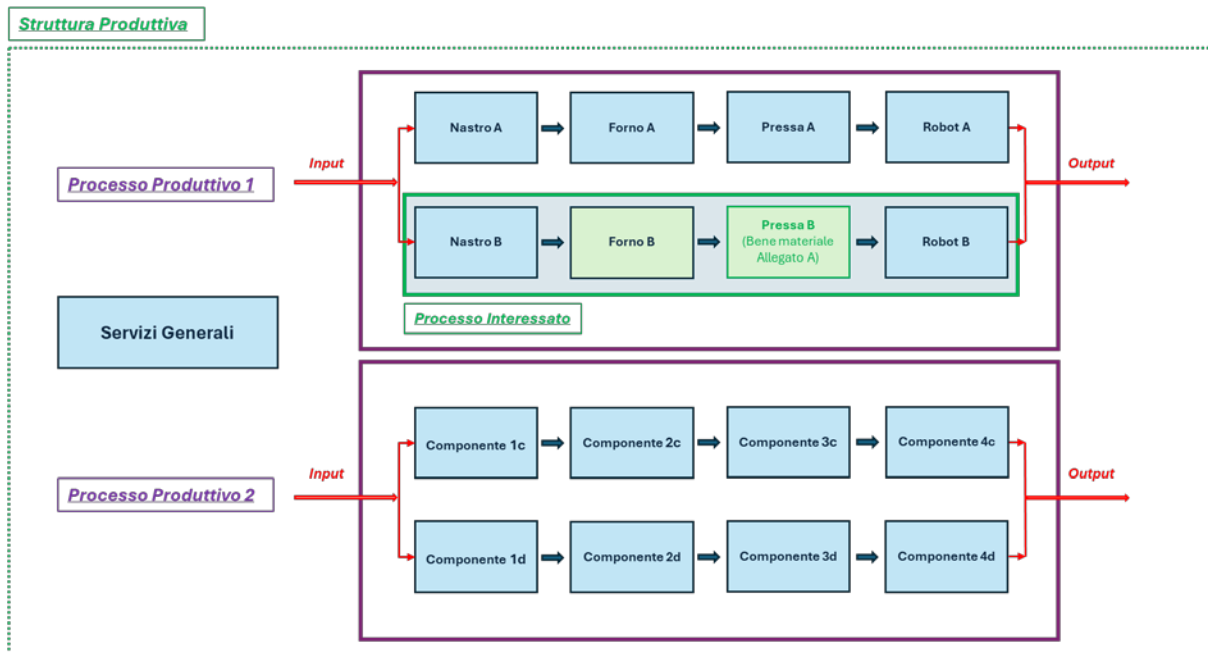 Struttura Produttiva
Nastro A
Forno A
Pressa A
Robot A
Input
Output
Processo Produttivo 1
Nastro B
Forno B
Pressa B
(Bene materiale
Allegato A)
Robot B
Processo Interessato
Servizi Generali
Componente 1c
Componente 2c
Componente 3c
Componente 4c
Input
Output
Processo Produttivo 2
Componente 1d
Componente 2d
Componente 3d
Componente 4d